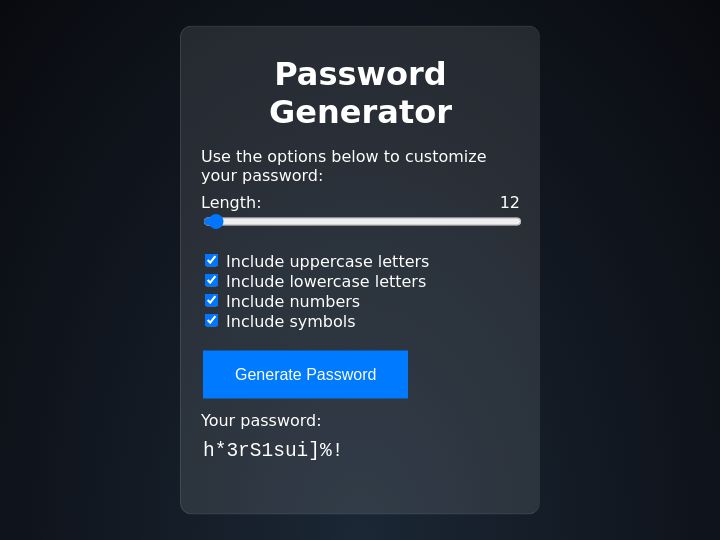 Password
Generator
Use the options below to customize
your password:
Length: 12
Include uppercase letters
Include lowercase letters
Include numbers
Include symbols
Generate Password
Your password:
h*3rS1sui]%!